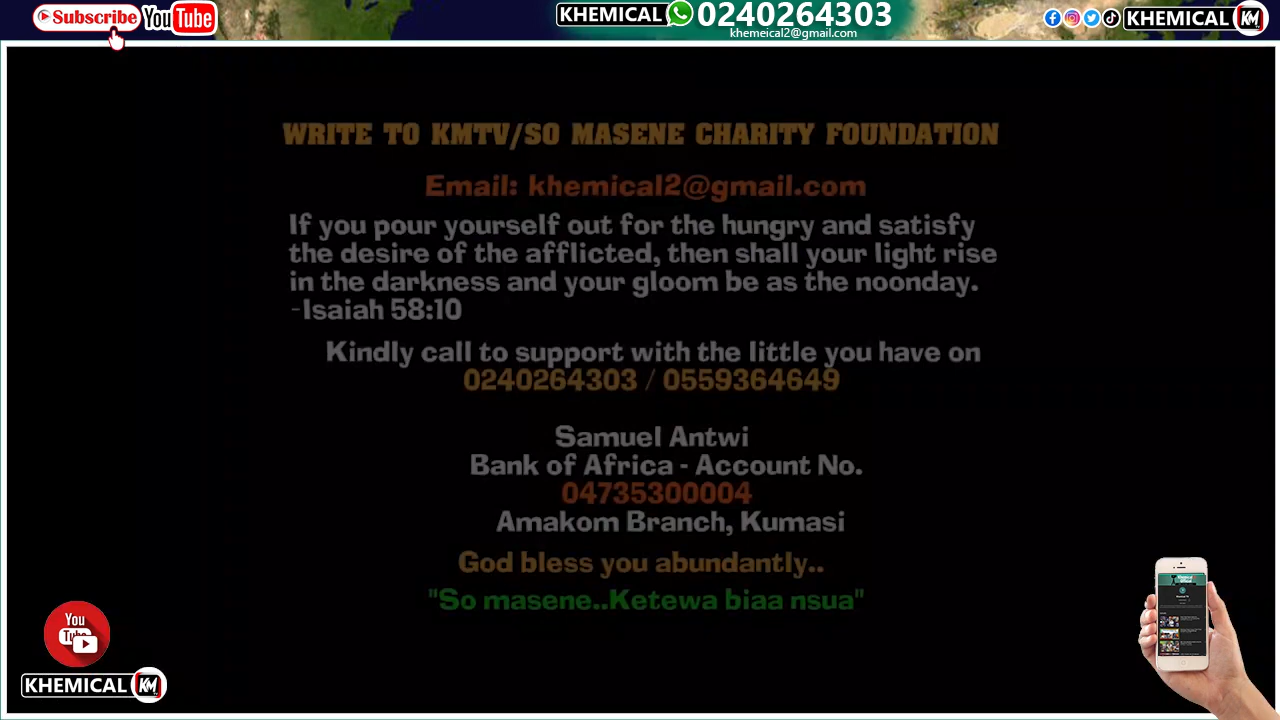 Subscribe YouTube
KHEMICAL 0240264303
khemeical2@gmail.com
KHEMICAL KM
WRITE TO KMTV/SO MASENE CHARITY FOUNDATION
Email: khemical2@gmail.com
If you pour yourself out for the hungry and satisfy
the desire of the afflicted, then shall your light rise
in the darkness and your gloom be as the noonday.
-Isaiah 58:10
Kindly call to support with the little you have on
0240264303 / 0559364649
Samuel Antwi
Bank of Africa - Account No.
04735300004
Amakom Branch, Kumasi
God bless you abundantly..
"So masene..Ketewa biaa nsua"
You
Tube
KHEMICAL KM